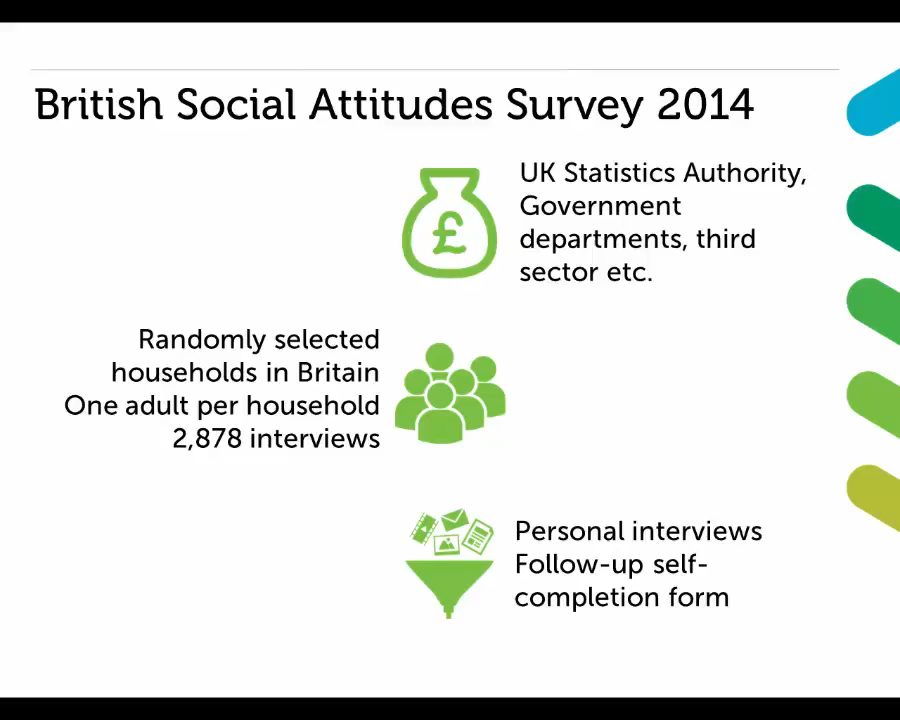 British Social Attitudes Survey 2014
UK Statistics Authority,
Government
departments, third
sector etc.
£
Randomly selected
households in Britain
One adult per household
2,878 interviews
Personal interviews
Follow-up self-
completion form